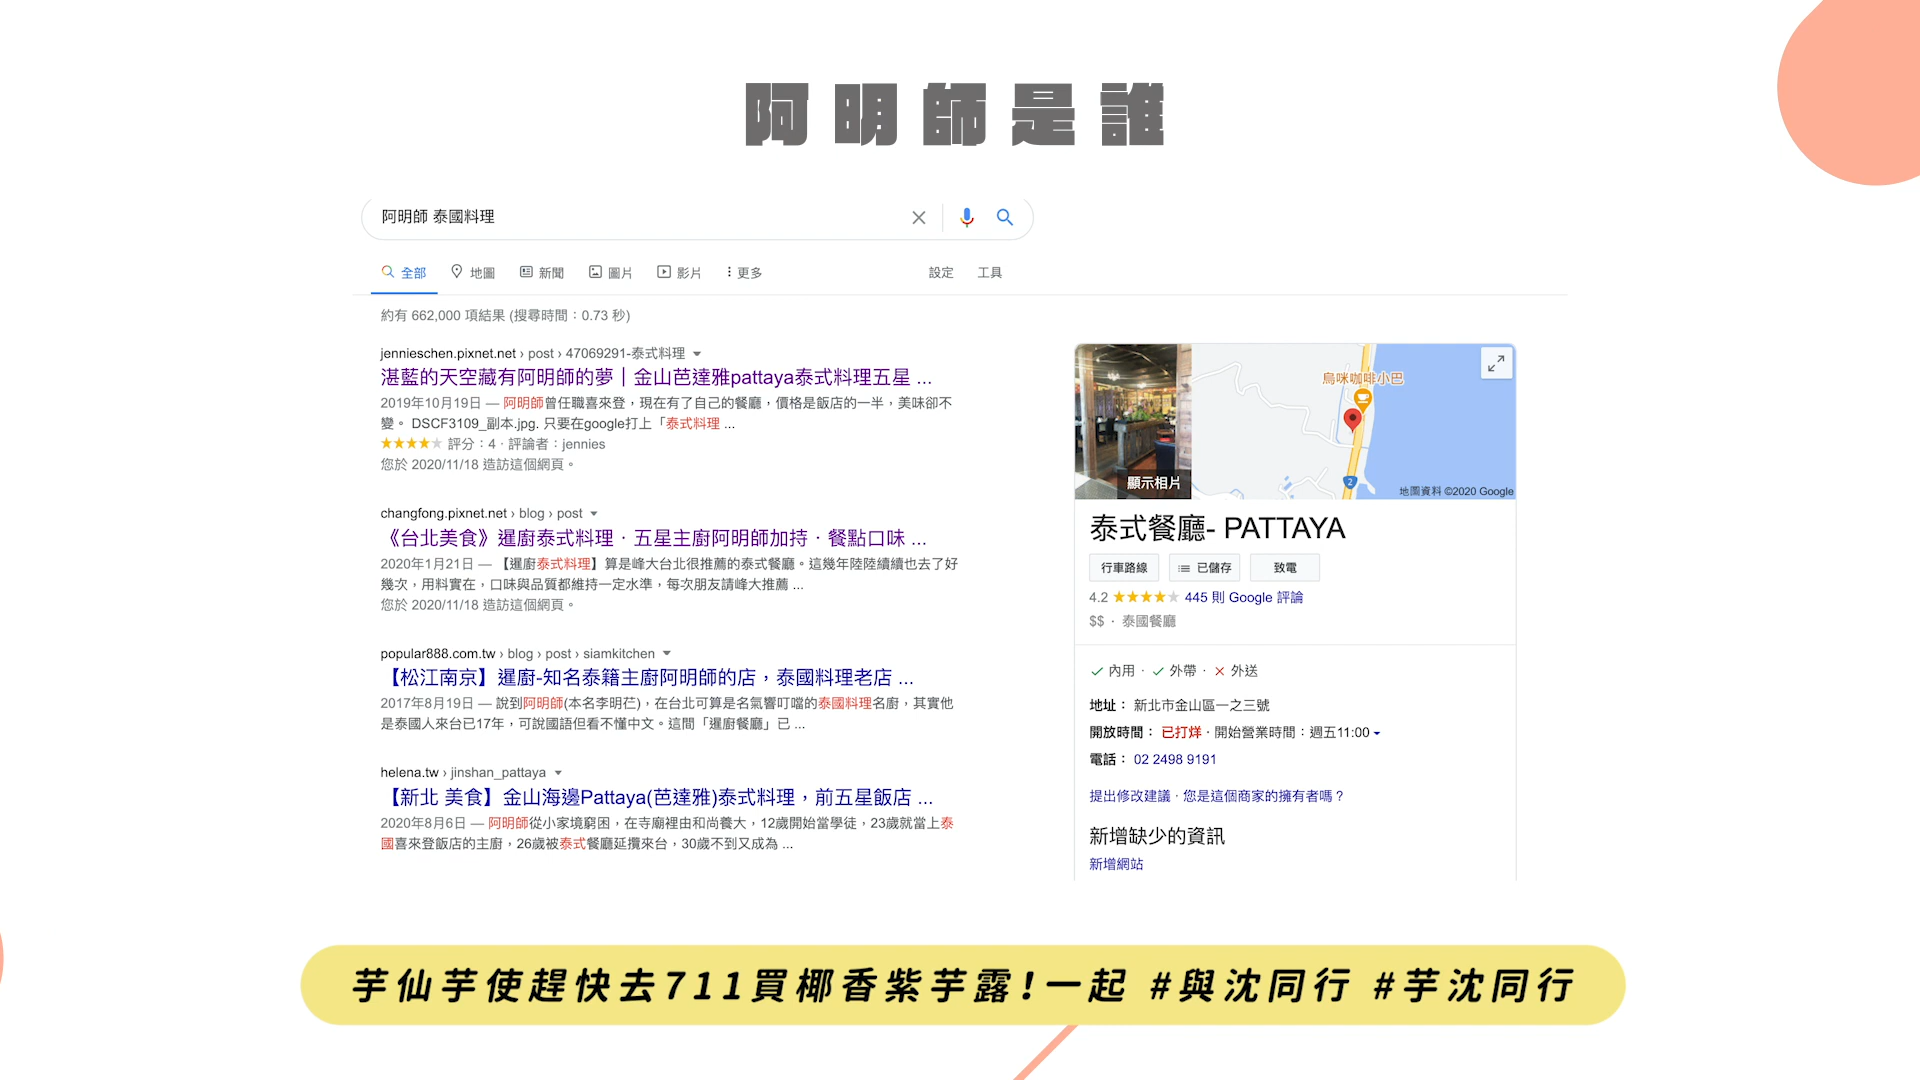 阿明師是誰
阿明師 泰國料理
全部 地圖 新聞 圖片 影片 更多 設定 工具
約有 662,000 項結果 (搜尋時間：0.73 秒)
jennieschen.pixnet.net › post › 47069291-泰式料理
湛藍的天空藏有阿明師的夢｜金山芭達雅pattaya泰式料理五星 ...
2019年10月19日 — 阿明師曾任職喜來登，現在有了自己的餐廳，價格是飯店的一半，美味卻不
變。 DSCF3109_副本.jpg. 只要在google打上「泰式料理 ...
評分：4 · 評論者：jennies
您於 2020/11/18 造訪這個網頁。
changfong.pixnet.net › blog › post
《台北美食》暹廚泰式料理．五星主廚阿明師加持．餐點口味 ...
2020年1月21日 — 【暹廚泰式料理】算是峰大台北很推薦的泰式餐廳。這幾年陸陸續續也去了好
幾次，用料實在，口味與品質都維持一定水準，每次朋友請峰大推薦 ...
您於 2020/11/18 造訪這個網頁。
popular888.com.tw › blog › post › siamkitchen
【松江南京】暹廚-知名泰籍主廚阿明師的店，泰國料理老店 ...
2017年8月19日 — 說到阿明師(本名李明芢)，在台北可算是名氣響叮噹的泰國料理名廚，其實他
是泰國人來台已17年，可說國語但看不懂中文。這間「暹廚餐廳」已 ...
helena.tw › jinshan_pattaya
【新北 美食】金山海邊Pattaya(芭達雅)泰式料理，前五星飯店 ...
2020年8月6日 — 阿明師從小家境窮困，在寺廟裡由和尚養大，12歲開始當學徒，23歲就當上泰
國喜來登飯店的主廚，26歲被泰式餐廳延攬來台，30歲不到又成為 ...
烏咪咖啡小巴
2
顯示相片
地圖資料 ©2020 Google
泰式餐廳- PATTAYA
行車路線 已儲存 致電
4.2 445 則 Google 評論
$$ · 泰國餐廳
內用 · 外帶 · 外送
地址： 新北市金山區一之三號
開放時間： 已打烊 · 開始營業時間：週五11:00
電話： 02 2498 9191
提出修改建議 · 您是這個商家的擁有者嗎？
新增缺少的資訊
新增網站
芋仙芋使趕快去711買椰香紫芋露!一起 #與沈同行 #芋沈同行